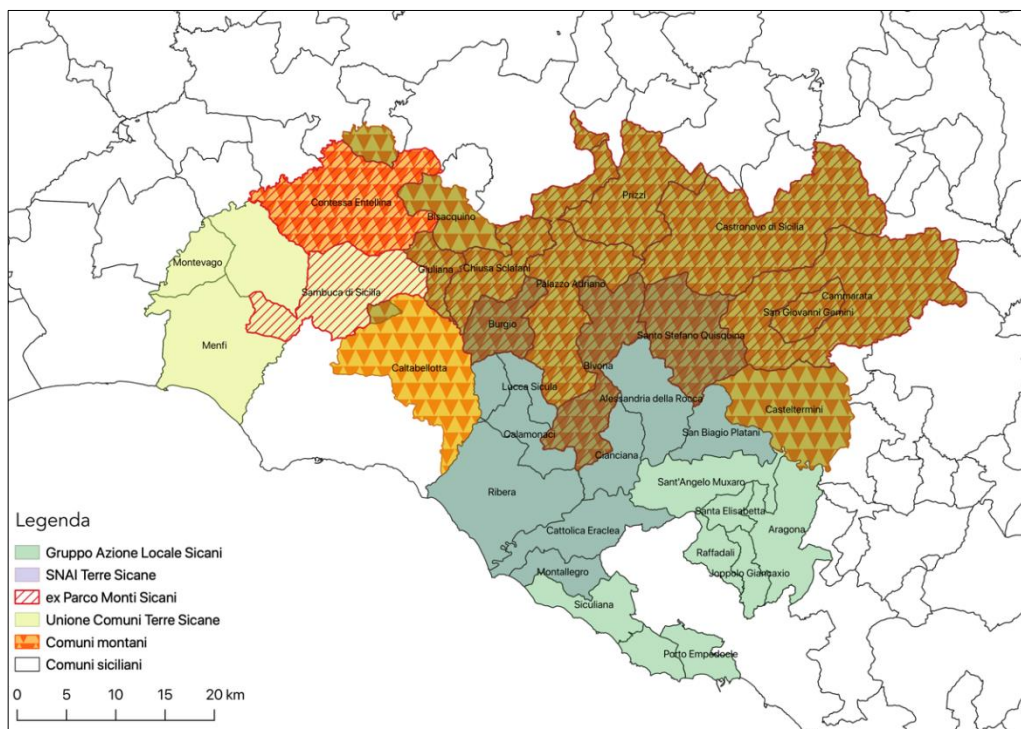 Prizzi
Contessa Entellina
Bisacquino
Castronovo di Sicilia
Montevago
Giuliana
Chiusa Sclafani
Palazzo Adriano
Sambuca di Sicilia
Cammarata
San Giovanni Gemini
Burgio
Santo Stefano Quisquina
Menfi
Caltabellotta
Bivona
Lucca Sicula
Alessandria della Rocca
Casteltermini
Calamonaci
San Biagio Platani
Cianciana
Sant'Angelo Muxaro
Ribera
Santa Elisabetta
Cattolica Eraclea
Aragona
Raffadali
Montallegro
Joppolo Giancaxio
Siculiana
Porto Empedocle
Legenda
Gruppo Azione Locale Sicani
SNAI Terre Sicane
ex Parco Monti Sicani
Unione Comuni Terre Sicane
Comuni montani
Comuni siciliani
0 5 10 15 20 km